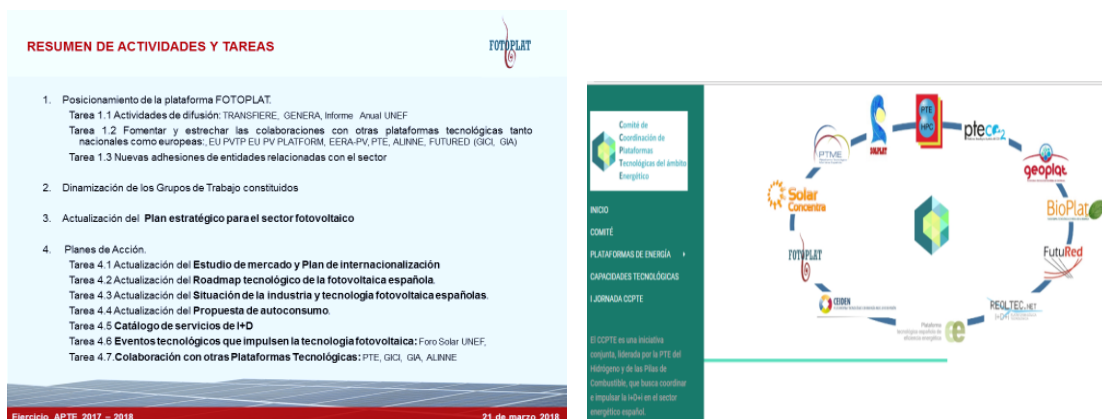 RESUMEN DE ACTIVIDADES Y TAREAS
FOTOPLAT
1. Posicionamiento de la plataforma FOTOPLAT.
Tarea 1.1 Actividades de difusión: TRANSFIERE, GENERA, Informe Anual UNEF
Tarea 1.2 Fomentar y estrechar las colaboraciones con otras plataformas tecnológicas tanto
nacionales como europeas:, EU PVTP EU PV PLATFORM, EERA-PV, PTE, ALINNE, FUTURED (GICI, GIA)
Tarea 1.3 Nuevas adhesiones de entidades relacionadas con el sector
2. Dinamización de los Grupos de Trabajo constituidos
3. Actualización del Plan estratégico para el sector fotovoltaico
4. Planes de Acción.
Tarea 4.1 Actualización del Estudio de mercado y Plan de internacionalización
Tarea 4.2 Actualización del Roadmap tecnológico de la fotovoltaica española.
Tarea 4.3 Actualización del Situación de la industria y tecnologia fotovoltaica españolas.
Tarea 4.4 Actualización del Propuesta de autoconsumo.
Tarea 4.5 Catálogo de servicios de I+D
Tarea 4.6 Eventos tecnológicos que impulsen la tecnología fotovoltaica: Foro Solar UNEF,
Tarea 4.7. Colaboración con otras Plataformas Tecnológicas: PTE, GICI, GIA, ALINNE
Ejercicio APTE 2017 – 2018
21 de marzo 2018
Comité de
Coordinación de
Plataformas
Tecnológicas del ámbito
Energético
INICIO
COMITÉ
PLATAFORMAS DE ENERGÍA
CAPACIDADES TECNOLÓGICAS
I JORNADA CCPTE
El CCPTE es una iniciativa
conjunta, liderada por la PTE del
Hidrógeno y de las Pilas de
Combustible, que busca coordinar
e impulsar la I+D+i en el sector
energético español.
PTE
HPC
pteco2
PTME
SOLPLAT
geoplat
Solar
Concentra
BioPlat
FOTOPLAT
FutuRed
CEIDEN
REOLTEC.NET
I+D+i
Plataforma
tecnológica española de
eficiencia energética
ee